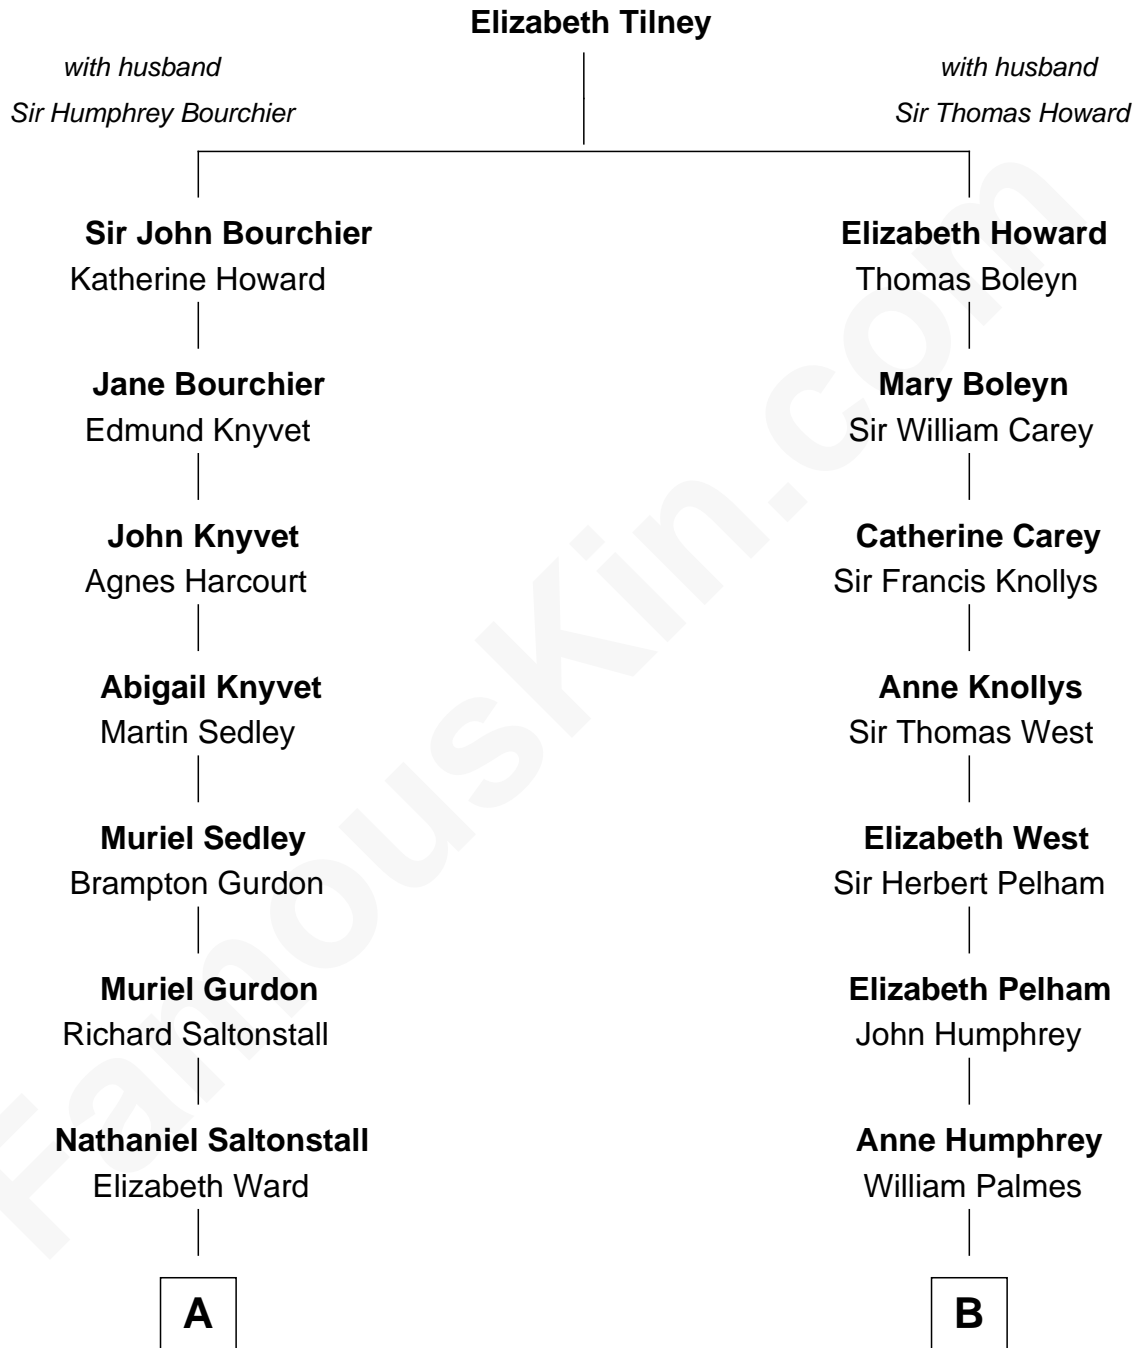 Elizabeth Tilney
with husband
Sir Humphrey Bourchier
with husband
Sir Thomas Howard
Sir John Bourchier
Katherine Howard
Jane Bourchier
Edmund Knyvet
John Knyvet
Agnes Harcourt
Abigail Knyvet
Martin Sedley
Muriel Sedley
Brampton Gurdon
Muriel Gurdon
Richard Saltonstall
Nathaniel Saltonstall
Elizabeth Ward
A
Elizabeth Howard
Thomas Boleyn
Mary Boleyn
Sir William Carey
Catherine Carey
Sir Francis Knollys
Anne Knollys
Sir Thomas West
Elizabeth West
Sir Herbert Pelham
Elizabeth Pelham
John Humphrey
Anne Humphrey
William Palmes
B
FamousKin.com